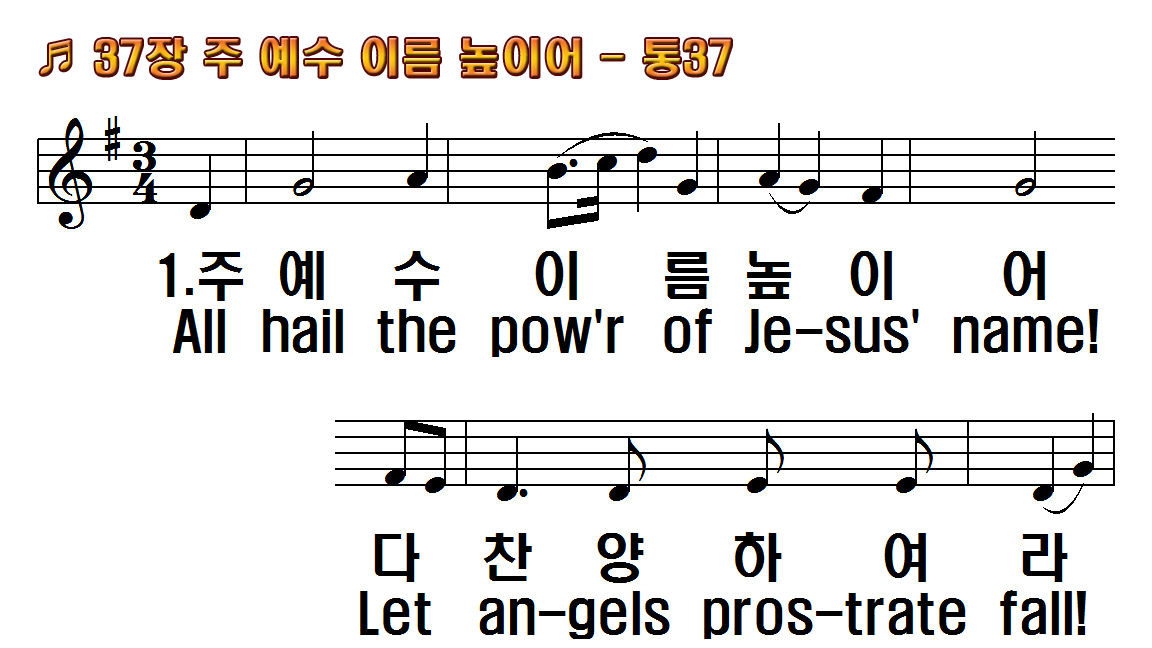 ♬ 37장 주 예수 이름 높이어 - 통37
3
4
1.주 예 수 이 름 높 이 어
All hail the pow'r of Je-sus' name!
다 찬 양 하 여 라
Let an-gels pros-trate fall!